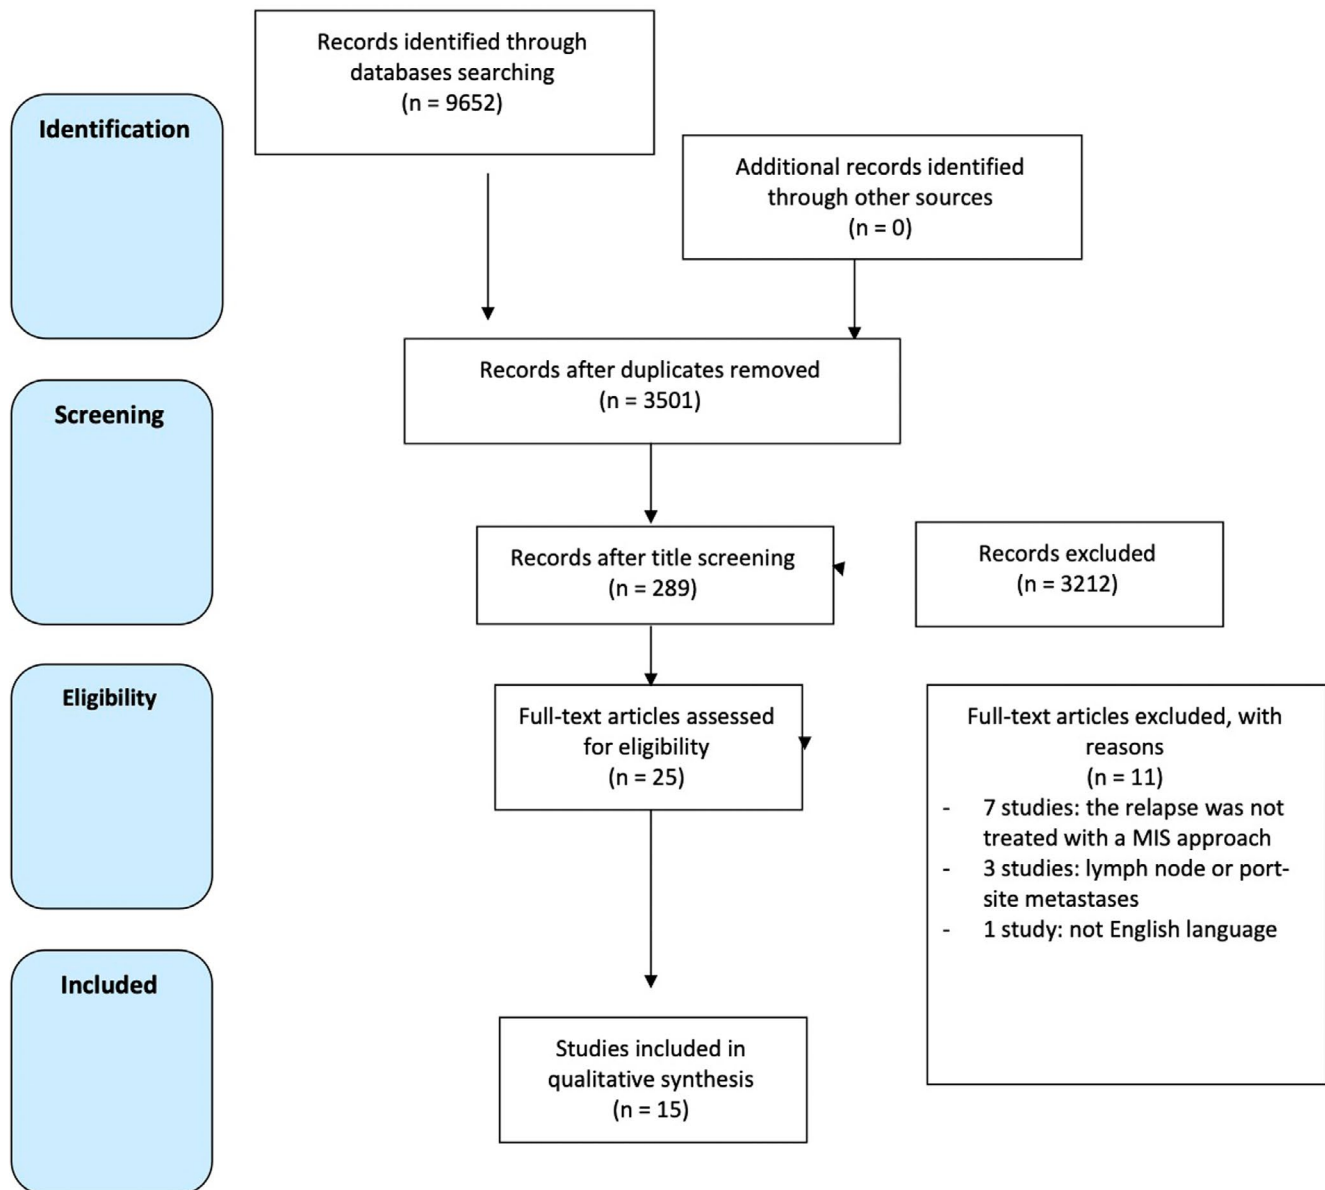 Records identified through
databases searching
(n = 9652)
Identification
Additional records identified
through other sources
(n = 0)
Records after duplicates removed
(n = 3501)
Screening
Records after title screening
(n = 289)
Records excluded
(n = 3212)
Eligibility
Full-text articles assessed
for eligibility
(n = 25)
Full-text articles excluded, with
reasons
(n = 11)
- 7 studies: the relapse was not
treated with a MIS approach
- 3 studies: lymph node or port-
site metastases
- 1 study: not English language
Included
Studies included in
qualitative synthesis
(n = 15)